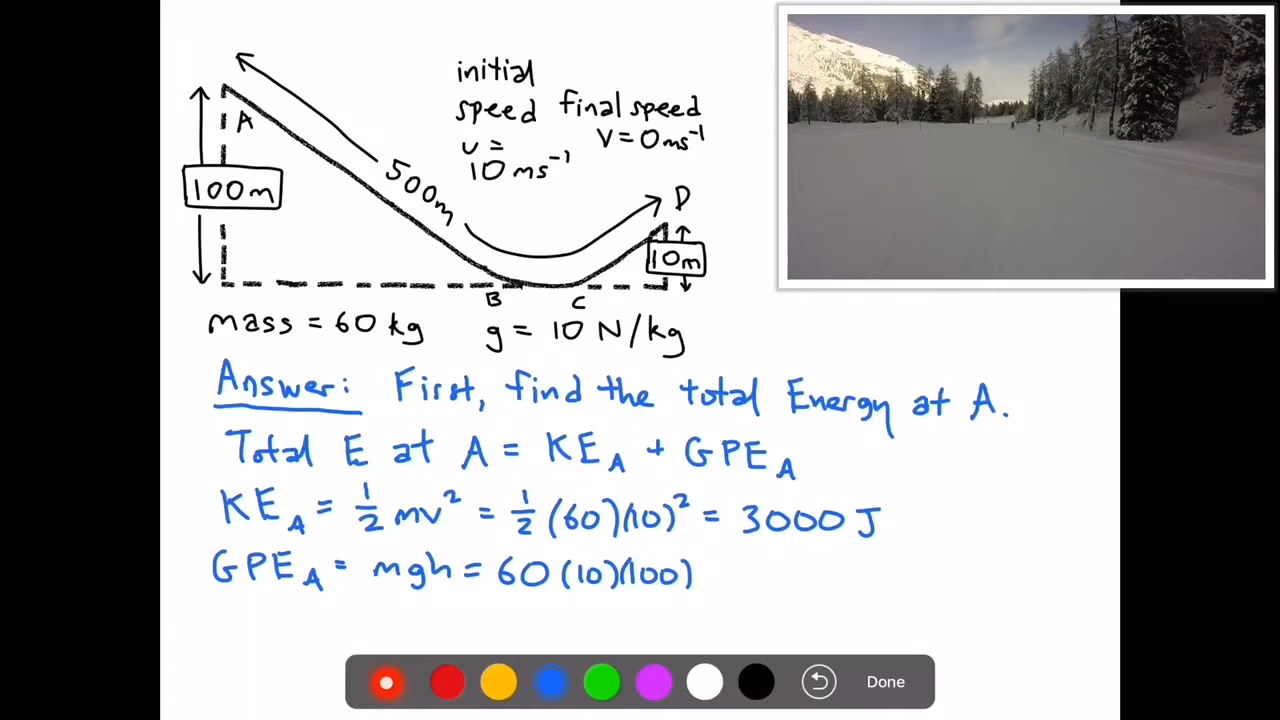 initial
speed
u =
10 ms⁻¹
final speed
v = 0 ms⁻¹
A
100m
500m
D
10m
B
C
mass = 60 kg
g = 10 N/kg
Answer: First, find the total Energy at A.
Total E at A = KE_A + GPE_A
KE_A = 1/2 mv² = 1/2 (60)(10)² = 3000 J
GPE_A = mgh = 60 (10)(100)
Done